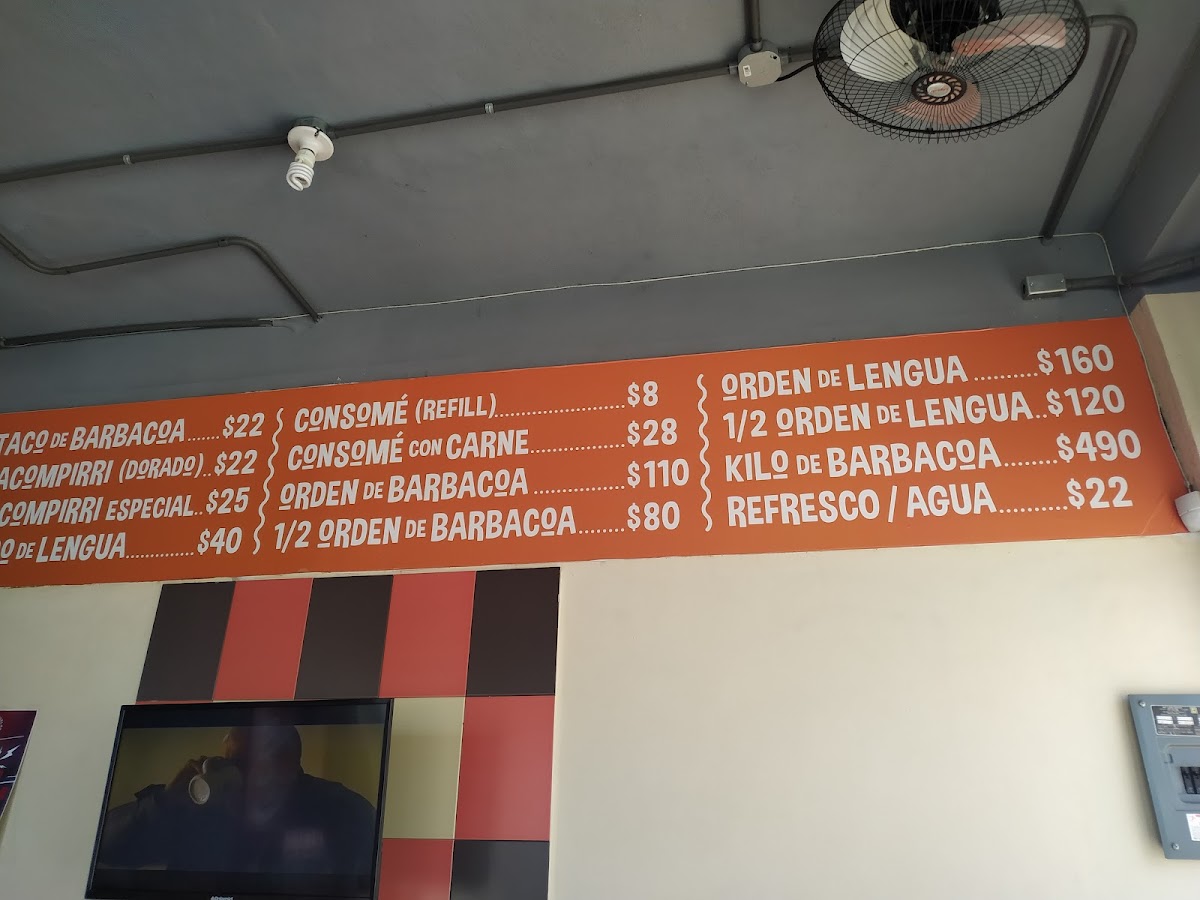 TACO DE BARBACOA......$22
ACOMPIRRI (DORADO)..$22
COMPIRRI ESPECIAL..$25
O DE LENGUA............$40
CONSOMÉ (REFILL)......................$8
CONSOMÉ CON CARNE................$28
ORDEN DE BARBACOA ...............$110
1/2 ORDEN DE BARBACOA.......$80
ORDEN DE LENGUA ..........$160
1/2 ORDEN DE LENGUA..$120
KILO DE BARBACOA........$490
REFRESCO / AGUA..........$22